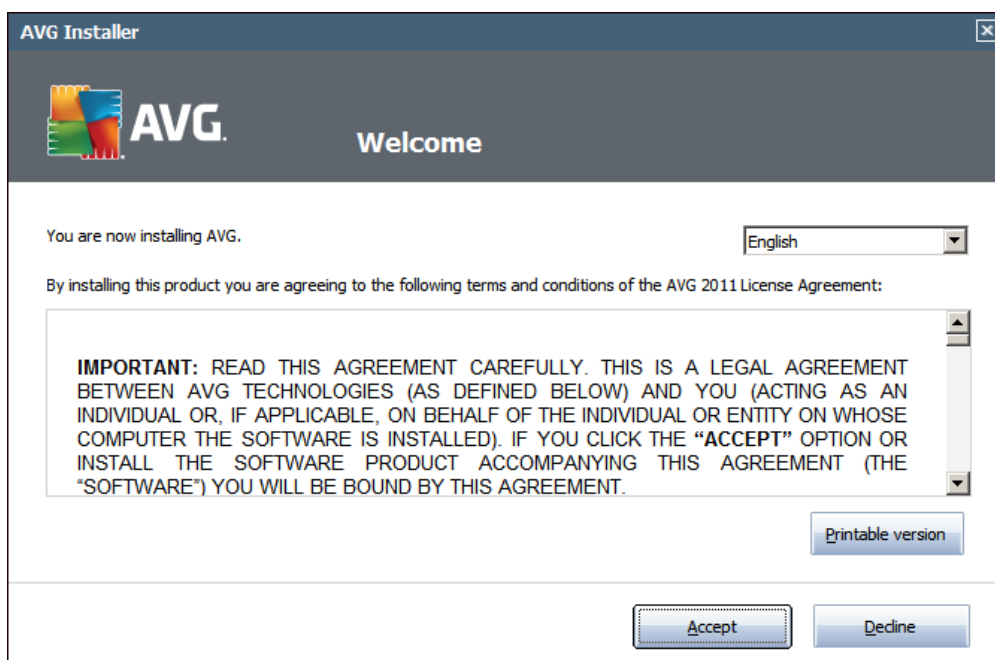 AVG Installer
AVG.
Welcome
You are now installing AVG.
English
By installing this product you are agreeing to the following terms and conditions of the AVG 2011 License Agreement:
IMPORTANT: READ THIS AGREEMENT CAREFULLY. THIS IS A LEGAL AGREEMENT
BETWEEN AVG TECHNOLOGIES (AS DEFINED BELOW) AND YOU (ACTING AS AN
INDIVIDUAL OR, IF APPLICABLE, ON BEHALF OF THE INDIVIDUAL OR ENTITY ON WHOSE
COMPUTER THE SOFTWARE IS INSTALLED). IF YOU CLICK THE “ACCEPT” OPTION OR
INSTALL THE SOFTWARE PRODUCT ACCOMPANYING THIS AGREEMENT (THE
“SOFTWARE”) YOU WILL BE BOUND BY THIS AGREEMENT.
Printable version
Accept
Decline